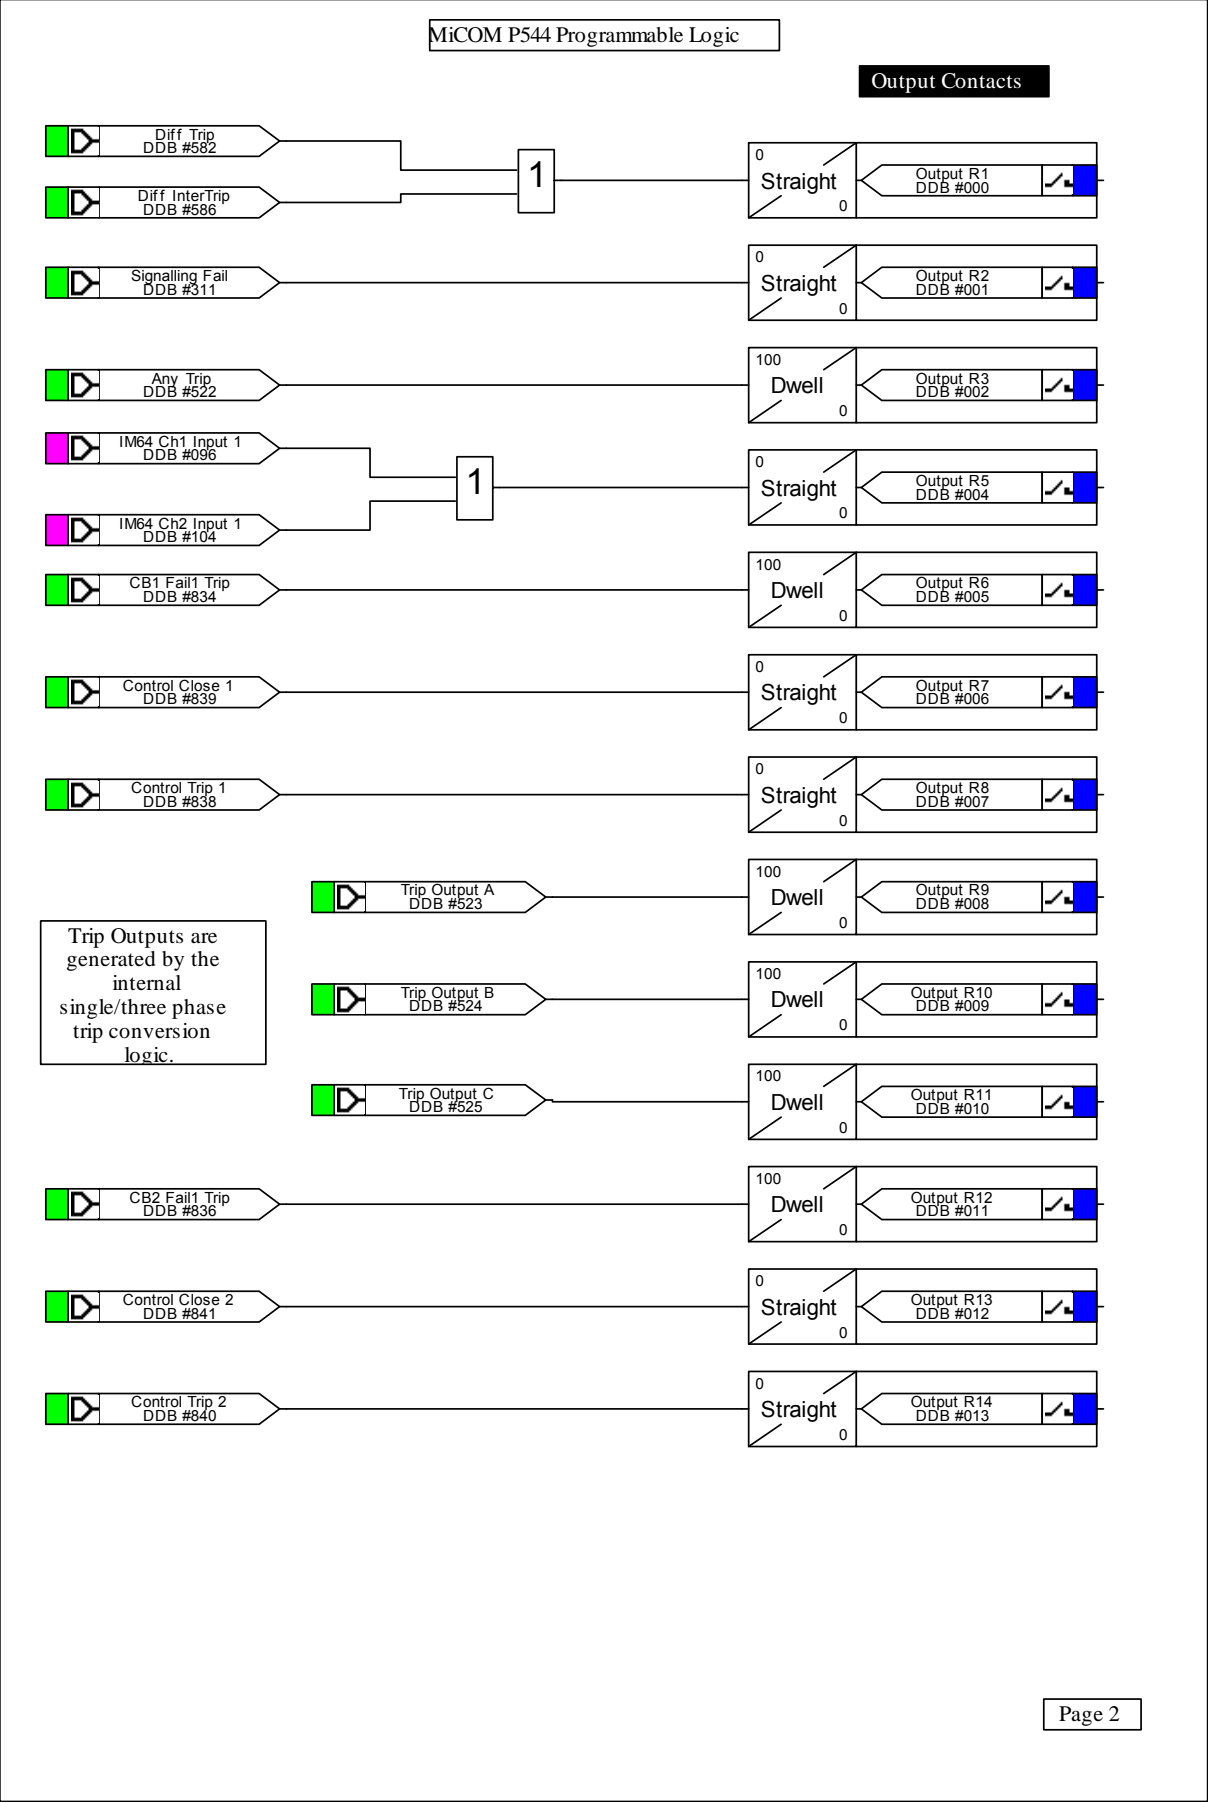 MiCOM P544 Programmable Logic
Output Contacts
Diff Trip
DDB #582
Diff InterTrip
DDB #586
1
0
Straight
0
Output R1
DDB #000
Signalling Fail
DDB #311
0
Straight
0
Output R2
DDB #001
Any Trip
DDB #522
100
Dwell
0
Output R3
DDB #002
IM64 Ch1 Input 1
DDB #096
IM64 Ch2 Input 1
DDB #104
1
0
Straight
0
Output R5
DDB #004
CB1 Fail1 Trip
DDB #834
100
Dwell
0
Output R6
DDB #005
Control Close 1
DDB #839
0
Straight
0
Output R7
DDB #006
Control Trip 1
DDB #838
0
Straight
0
Output R8
DDB #007
Trip Output A
DDB #523
100
Dwell
0
Output R9
DDB #008
Trip Outputs are
generated by the
internal
single/three phase
trip conversion
logic.
Trip Output B
DDB #524
100
Dwell
0
Output R10
DDB #009
Trip Output C
DDB #525
100
Dwell
0
Output R11
DDB #010
CB2 Fail1 Trip
DDB #836
100
Dwell
0
Output R12
DDB #011
Control Close 2
DDB #841
0
Straight
0
Output R13
DDB #012
Control Trip 2
DDB #840
0
Straight
0
Output R14
DDB #013
Page 2